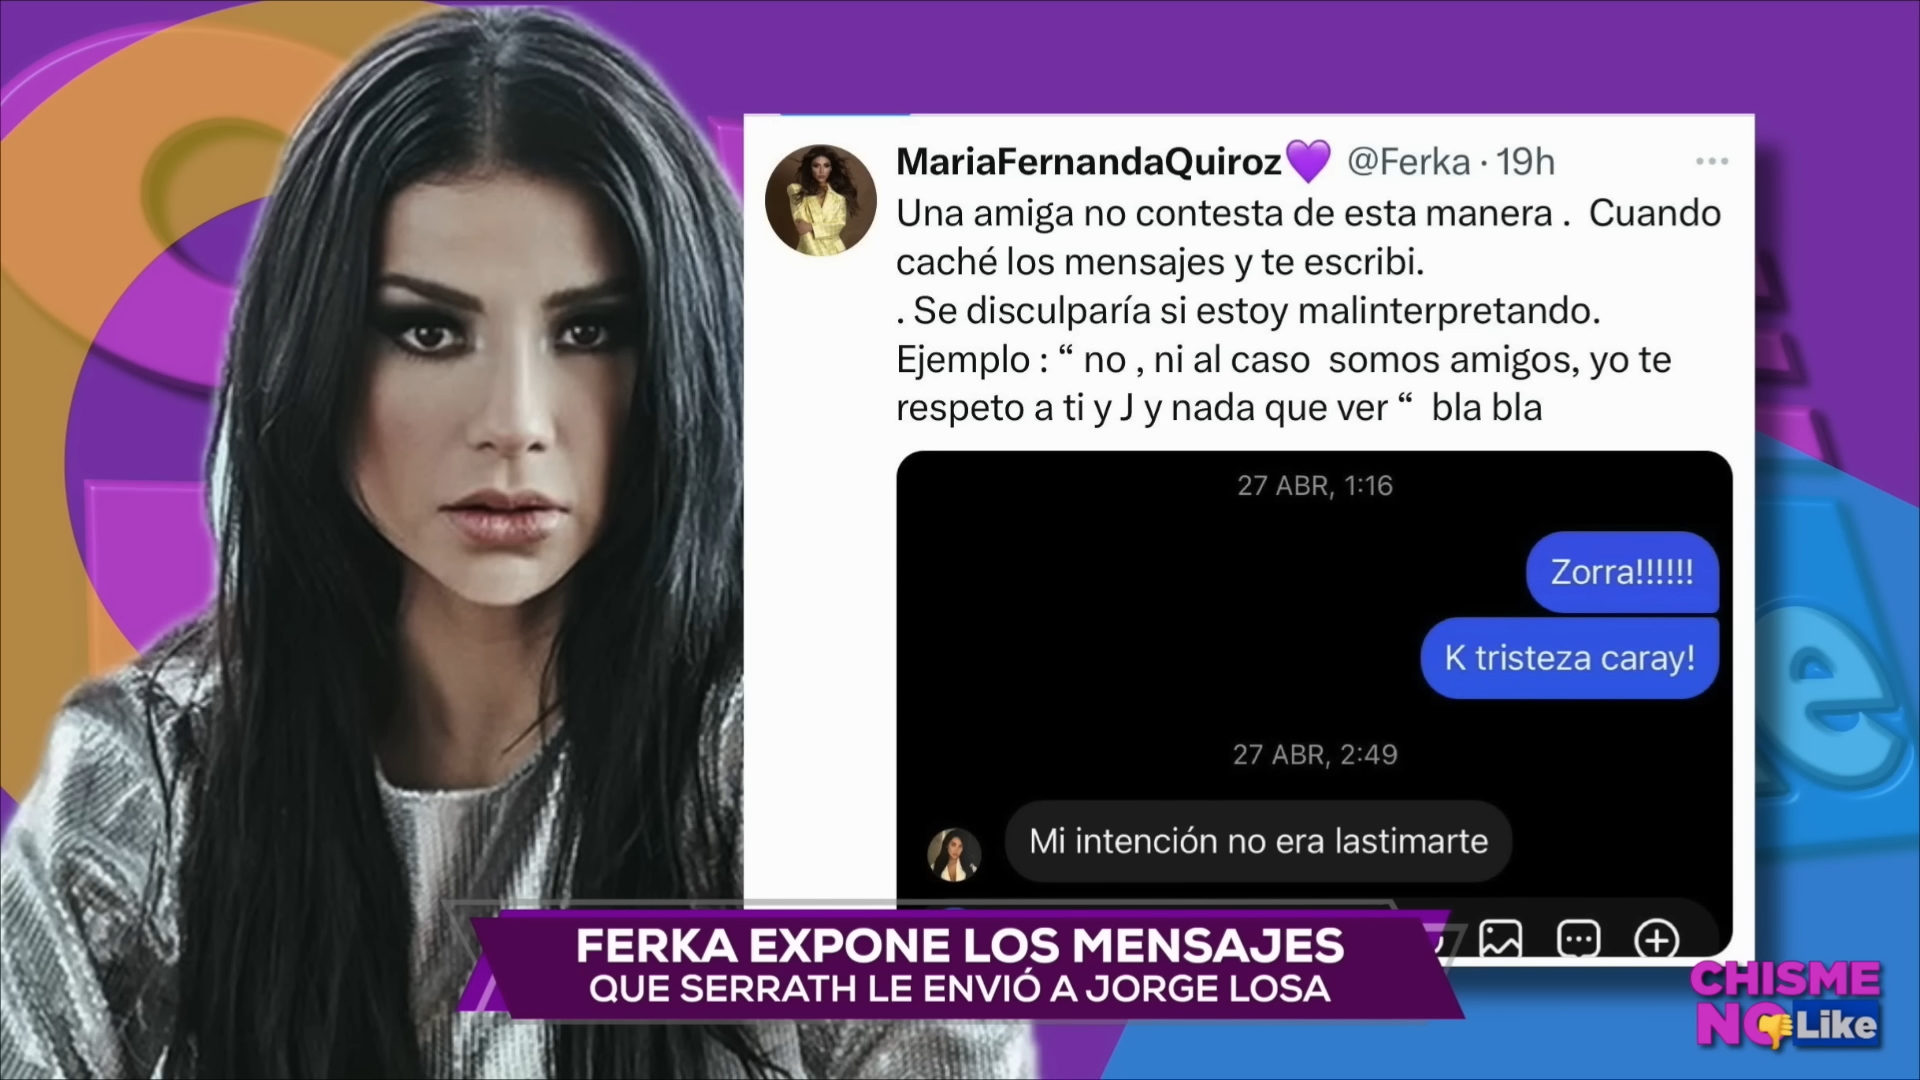 MariaFernandaQuiroz💜 @Ferka · 19h
Una amiga no contesta de esta manera .  Cuando
caché los mensajes y te escribi.
. Se disculparía si estoy malinterpretando.
Ejemplo : “ no , ni al caso  somos amigos, yo te
respeto a ti y J y nada que ver “  bla bla
27 ABR, 1:16
Zorra!!!!!!
K tristeza caray!
27 ABR, 2:49
Mi intención no era lastimarte
FERKA EXPONE LOS MENSAJES
QUE SERRATH LE ENVIÓ A JORGE LOSA
CHISME
NO Like